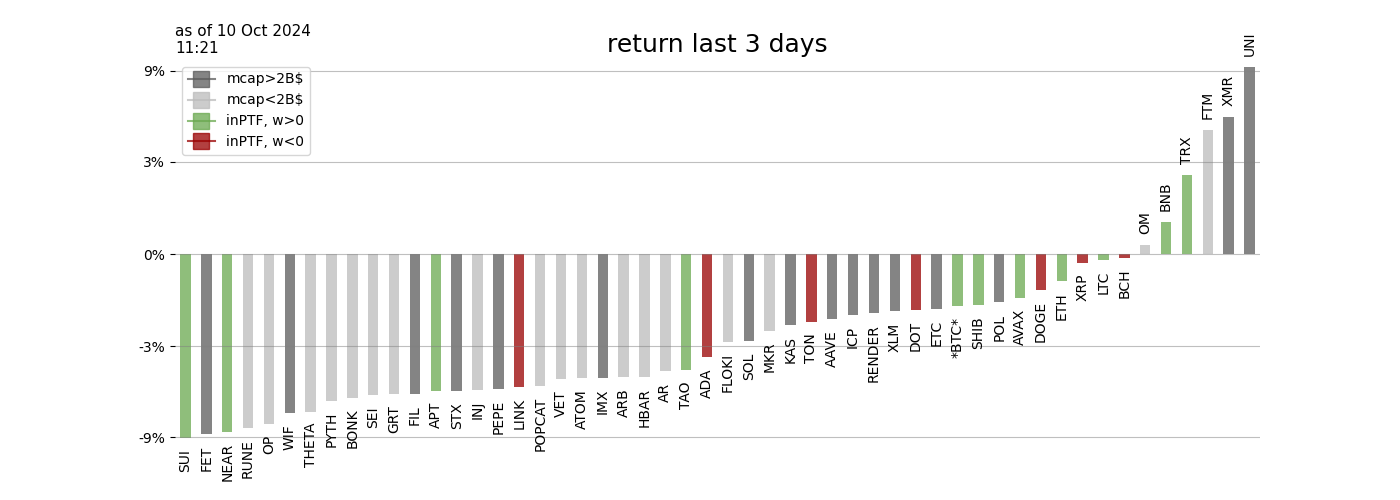 as of 10 Oct 2024
11:21
return last 3 days
9%
3%
0%
-3%
-9%
mcap>2B$
mcap<2B$
inPTF, w>0
inPTF, w<0
SUI
FET
NEAR
RUNE
OP
WIF
THETA
PYTH
BONK
SEI
GRT
FIL
APT
STX
INJ
PEPE
LINK
POPCAT
VET
ATOM
IMX
ARB
HBAR
AR
TAO
ADA
FLOKI
SOL
MKR
KAS
TON
AAVE
ICP
RENDER
XLM
DOT
ETC
*BTC*
SHIB
POL
AVAX
DOGE
ETH
XRP
LTC
BCH
OM
BNB
TRX
FTM
XMR
UNI